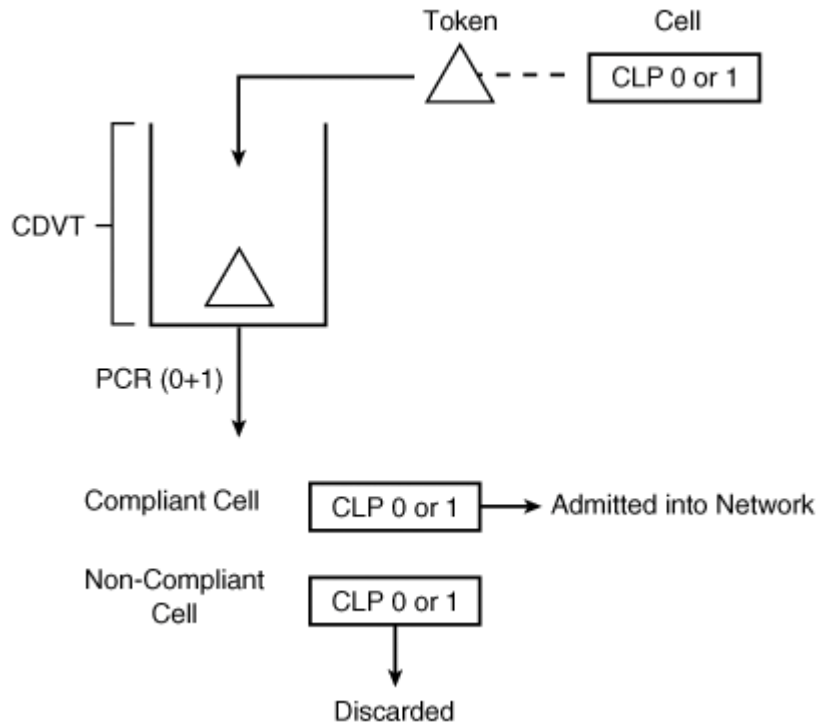 Token
Cell
CLP 0 or 1
CDVT
PCR (0+1)
Compliant Cell
CLP 0 or 1
Admitted into Network
Non-Compliant
Cell
CLP 0 or 1
Discarded